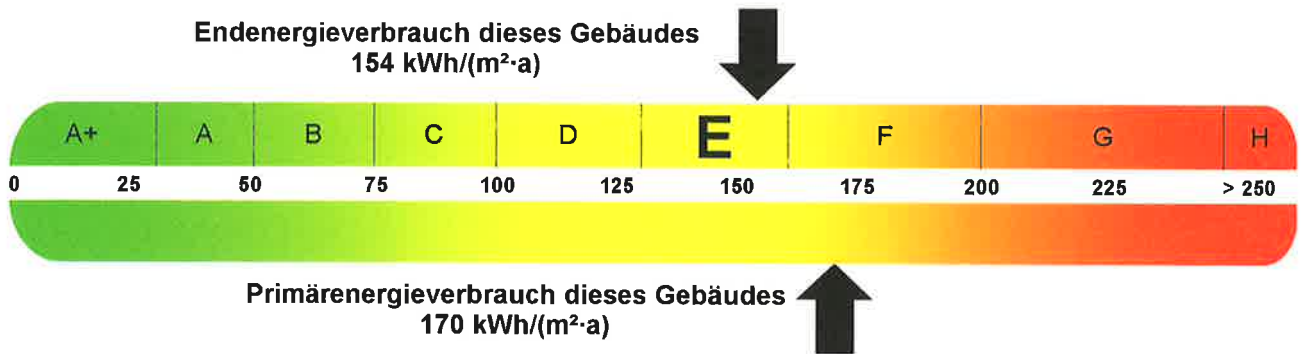 Endenergieverbrauch dieses Gebäudes
154 kWh/(m²·a)
A+ A B C D E F G H
0 25 50 75 100 125 150 175 200 225 > 250
Primärenergieverbrauch dieses Gebäudes
170 kWh/(m²·a)